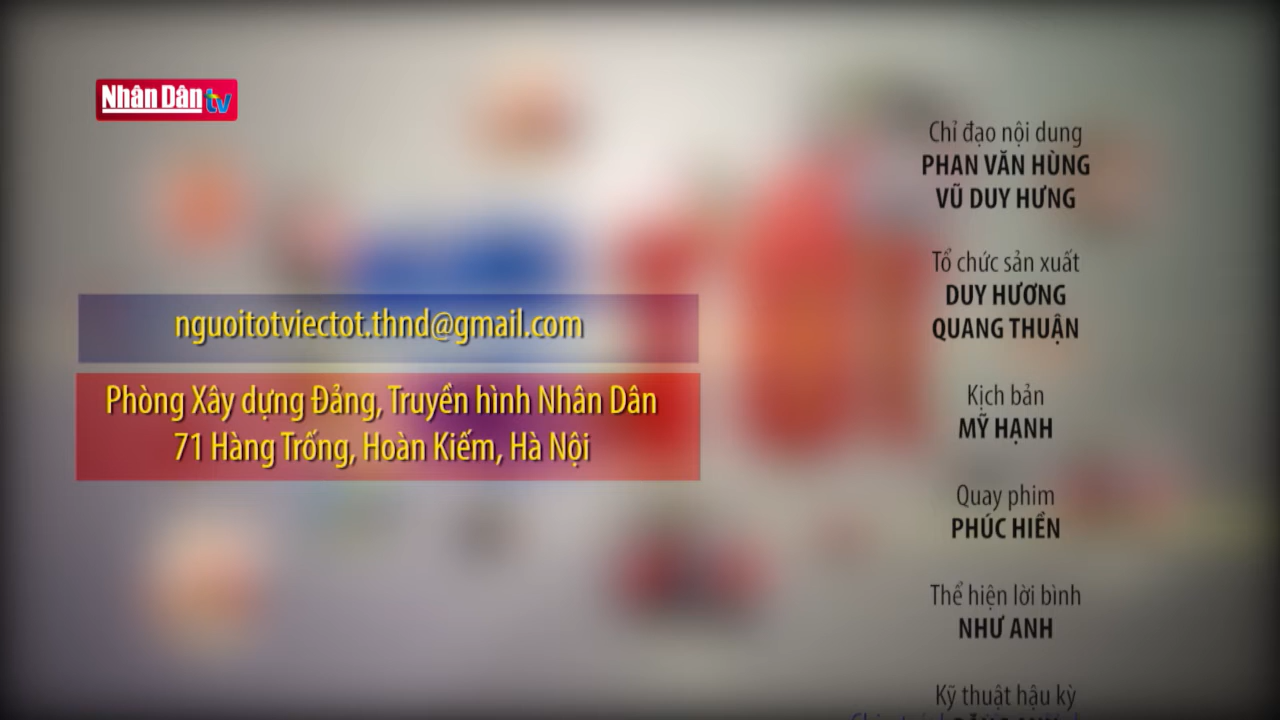 Nhân Dân tv
nguoitotviectot.thnd@gmail.com
Phòng Xây dựng Đảng, Truyền hình Nhân Dân
71 Hàng Trống, Hoàn Kiếm, Hà Nội
Chỉ đạo nội dung
PHAN VĂN HÙNG
VŨ DUY HƯNG
Tổ chức sản xuất
DUY HƯƠNG
QUANG THUẬN
Kịch bản
MỸ HẠNH
Quay phim
PHÚC HIỀN
Thể hiện lời bình
NHƯ ANH
Kỹ thuật hậu kỳ